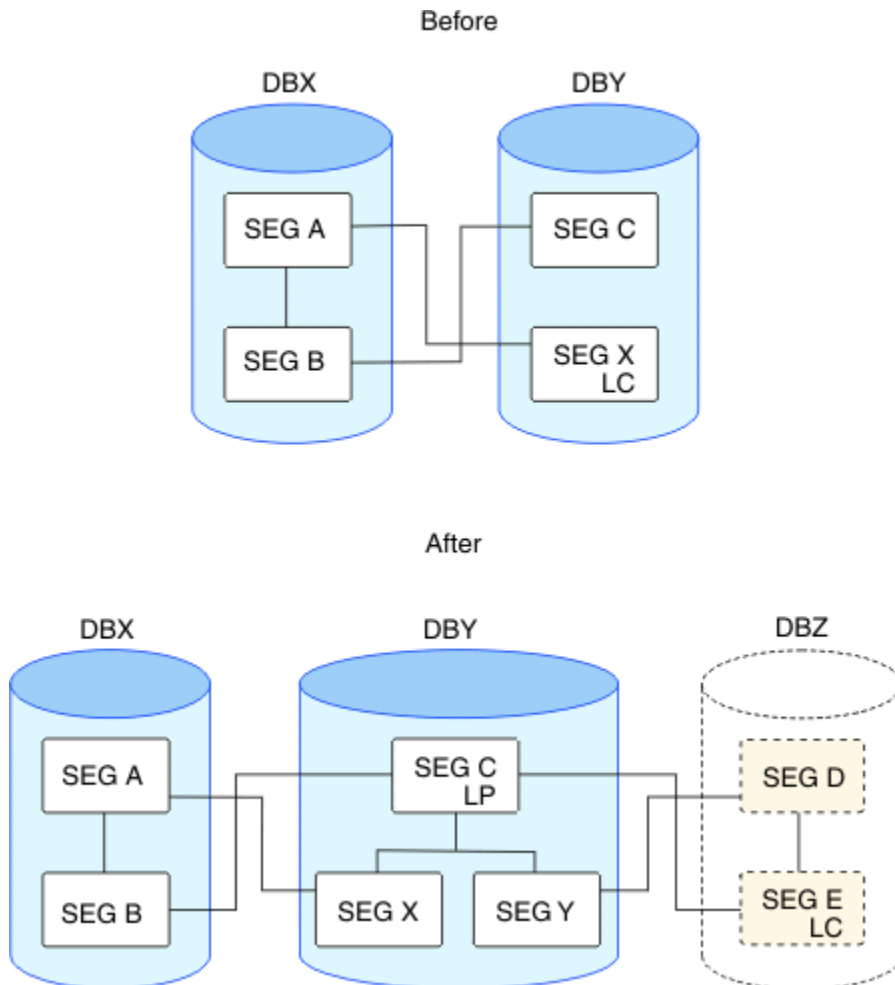 Before
DBX
DBY
SEG A
SEG C
SEG B
SEG X
LC
After
DBX
DBY
DBZ
SEG A
SEG C
LP
SEG D
SEG B
SEG X
SEG Y
SEG E
LC